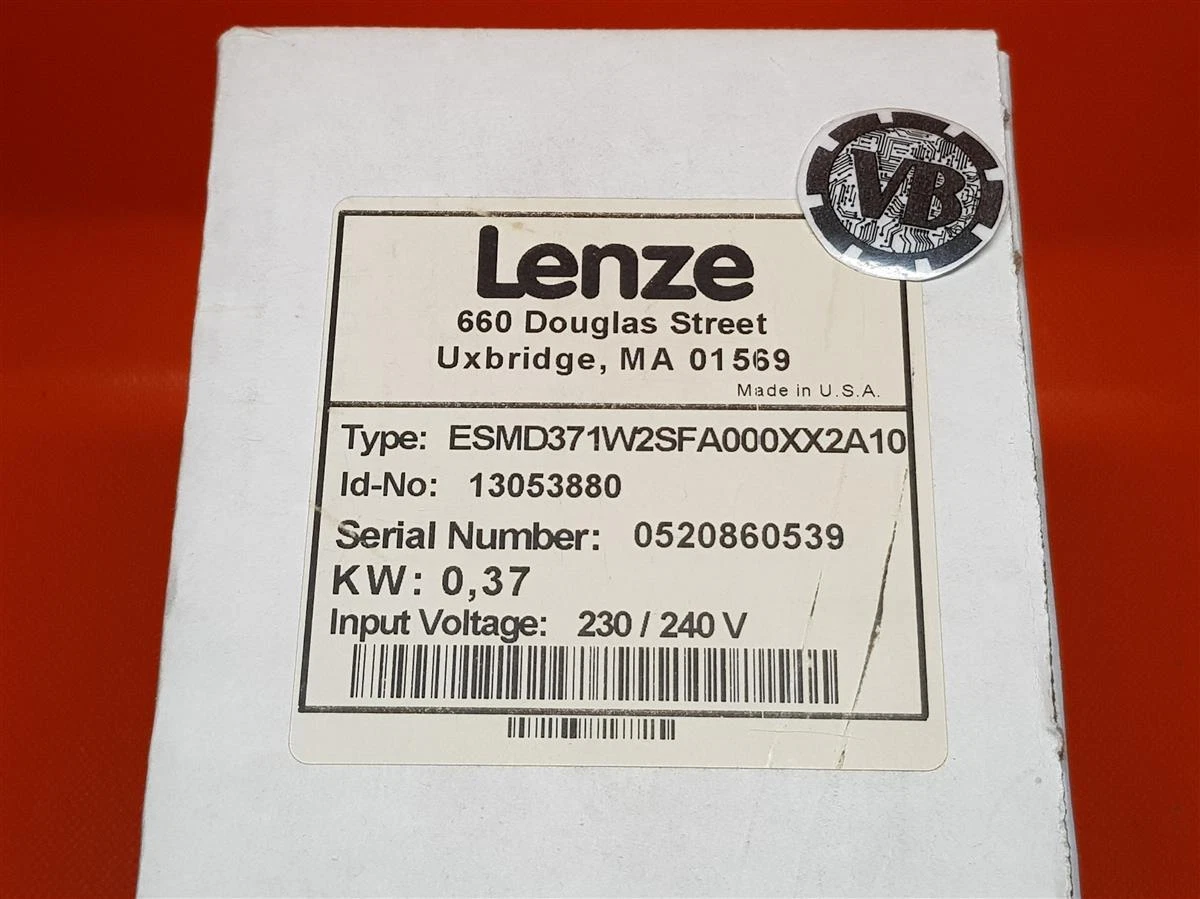 VB
Lenze
660 Douglas Street
Uxbridge, MA 01569
Made in U.S.A.
Type: ESMD371W2SFA000XX2A10
Id-No: 13053880
Serial Number: 0520860539
KW: 0,37
Input Voltage: 230 / 240 V